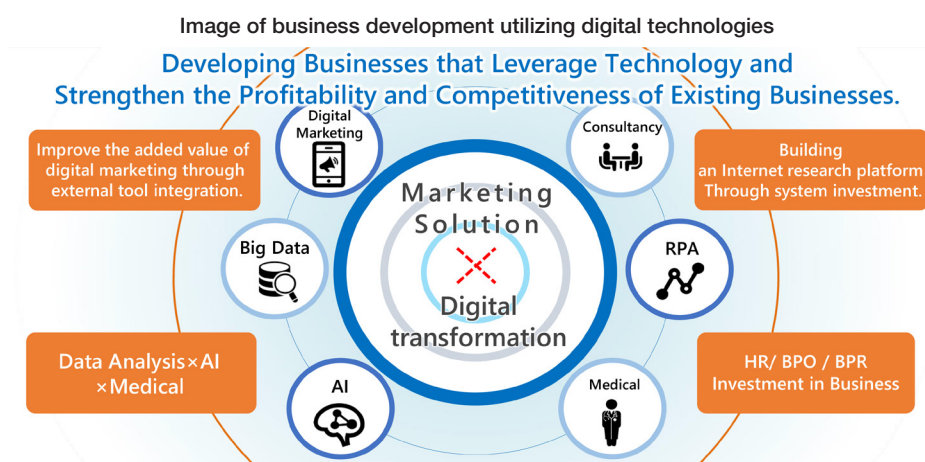 Image of business development utilizing digital technologies
Developing Businesses that Leverage Technology and
Strengthen the Profitability and Competitiveness of Existing Businesses.
Digital
Marketing
Consultancy
Improve the added value of
digital marketing through
external tool integration.
Building
an Internet research platform
Through system investment.
Marketing
Solution
Big Data
RPA
Digital
transformation
Data Analysis×AI
×Medical
HR/ BPO / BPR
Investment in Business
AI
Medical